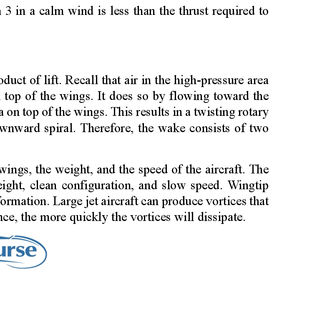 3 in a calm wind is less than the thrust required to
oduct of lift. Recall that air in the high-pressure area
top of the wings. It does so by flowing toward the
a on top of the wings. This results in a twisting rotary
wnward spiral. Therefore, the wake consists of two
wings, the weight, and the speed of the aircraft. The
eight, clean configuration, and slow speed. Wingtip
formation. Large jet aircraft can produce vortices that
nce, the more quickly the vortices will dissipate.
urse